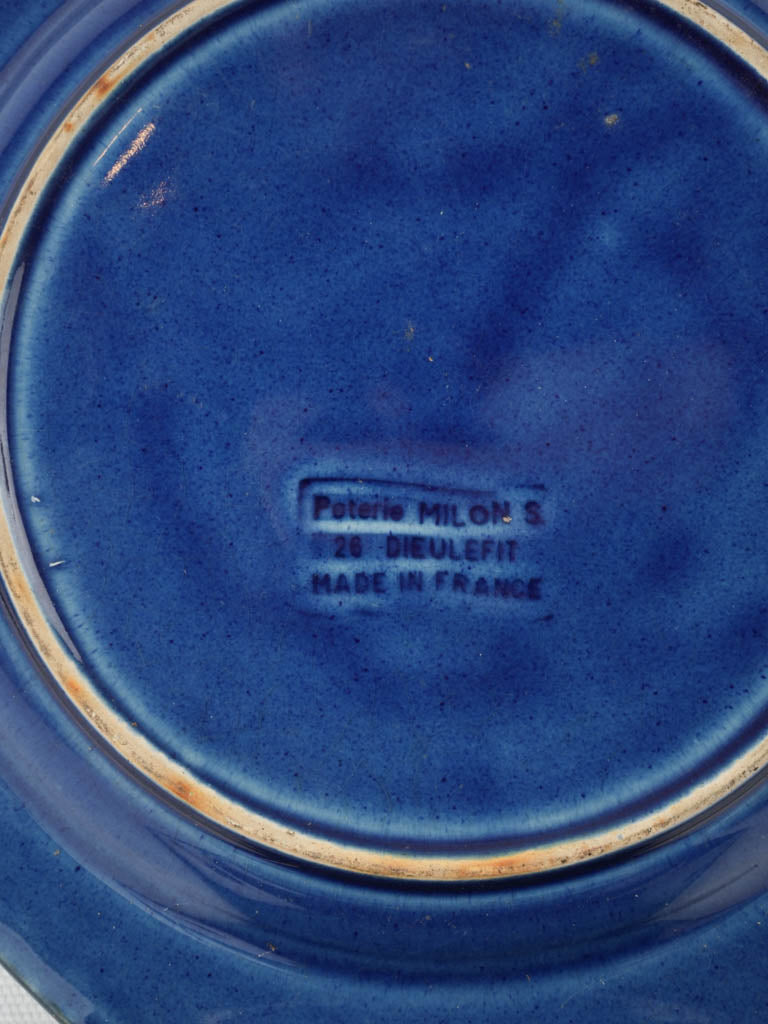 Poterie MILON S.
26 DIEULEFIT
MADE IN FRANCE